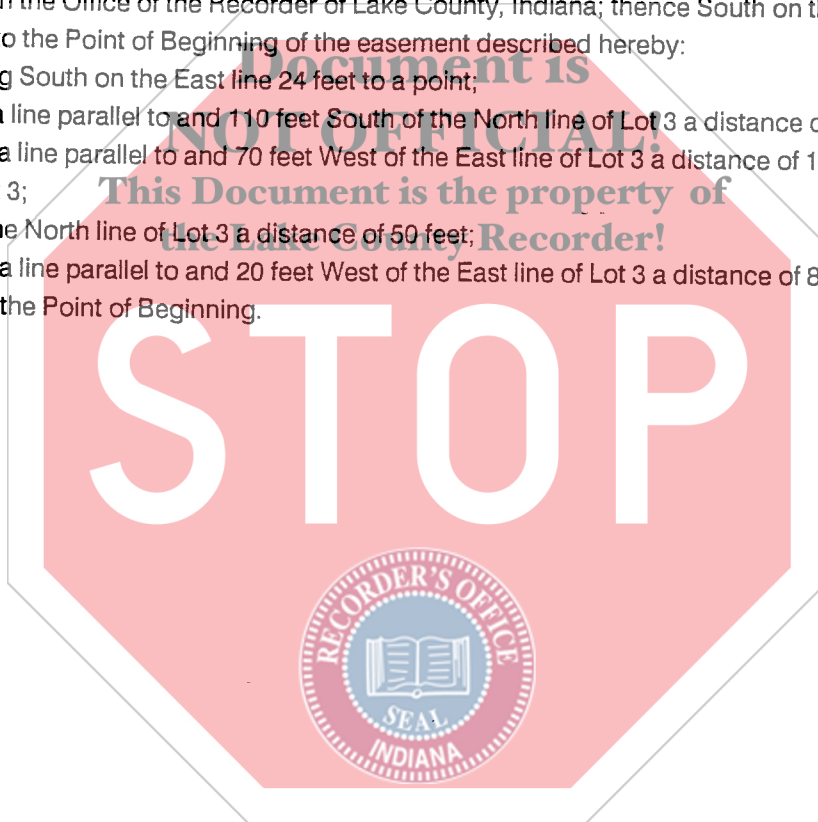 the Office of the Recorder of Lake County, Indiana; thence South on
to the Point of Beginning of the easement described hereby:
South on the East line 24 feet to a point;
line parallel to and 110 feet South of the North line of Lot 3 a distance
a line parallel to and 70 feet West of the East line of Lot 3 a distance of 1
3;
North line of Lot 3 a distance of 50 feet;
a line parallel to and 20 feet West of the East line of Lot 3 a distance of 8
the Point of Beginning.
Document is
NOT OFFICIAL!
This Document is the property of
the Lake County Recorder!
STOP
RECORDER'S OFFICE
SEAL
INDIANA